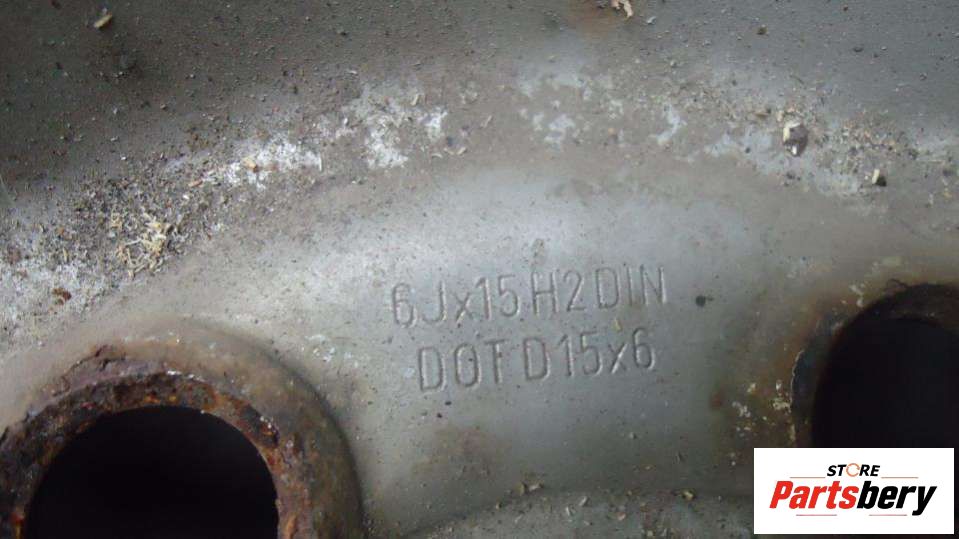 6Jx15 H2 DIN
DOT D15x6
STORE
Partsbery